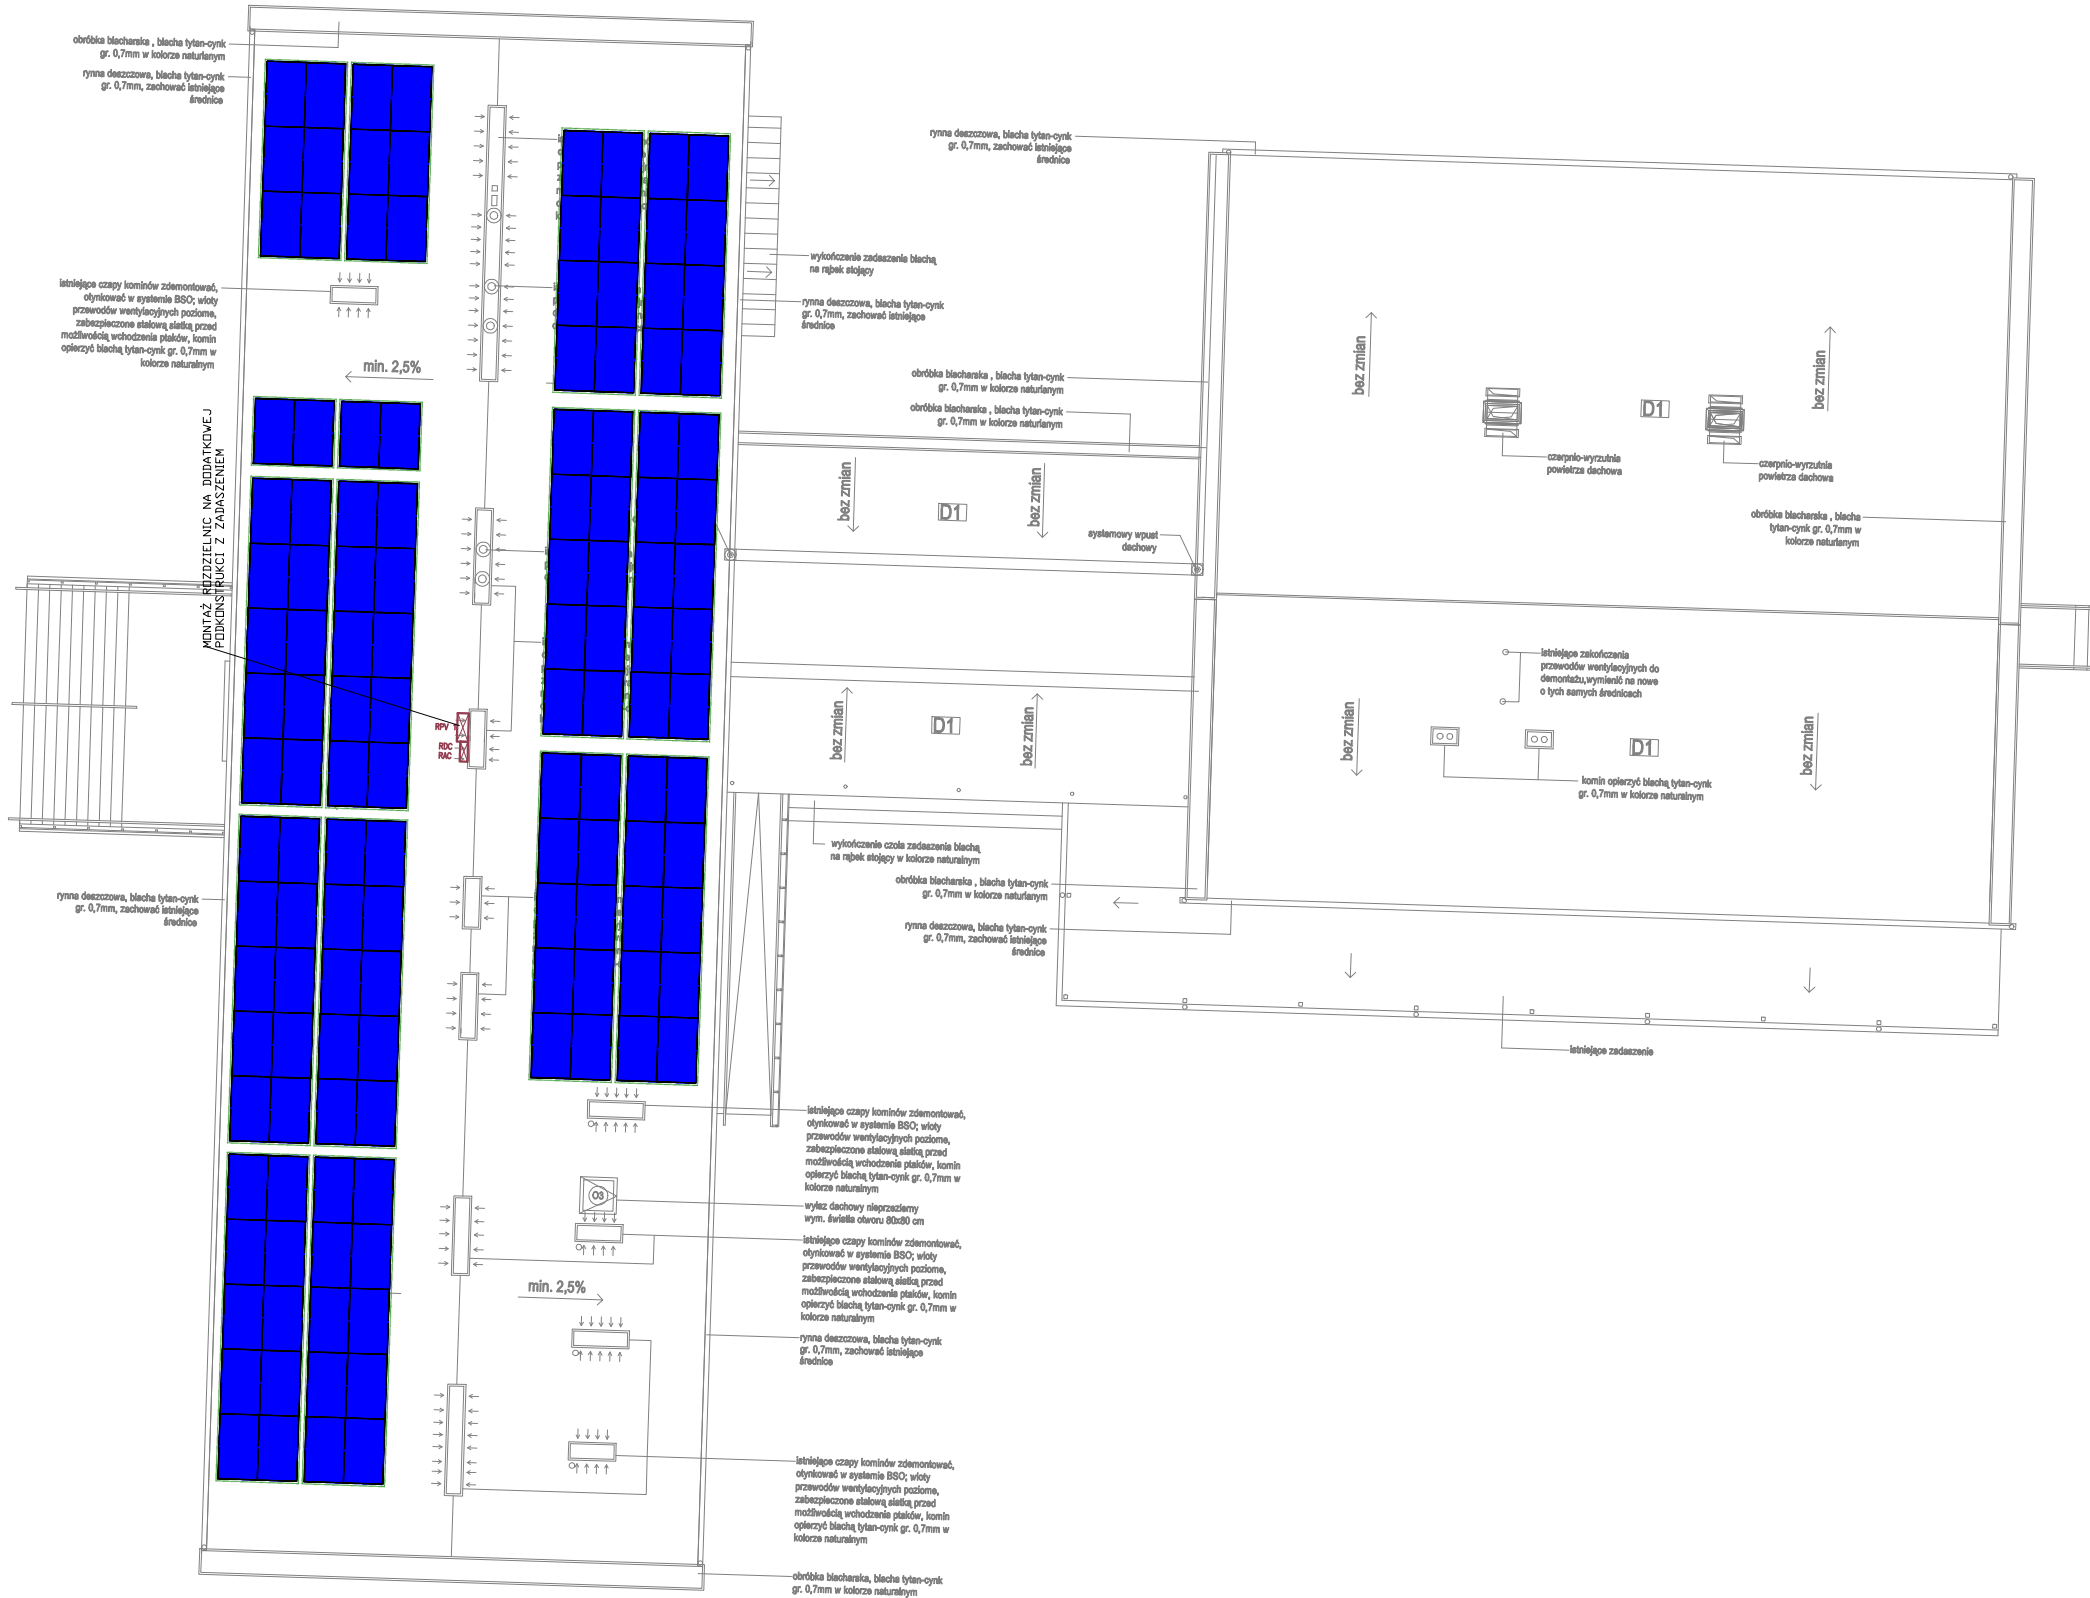 obróbka blacharska , blacha tytan-cynk
gr. 0,7mm w kolorze naturlanym
rynna deszczowa, blacha tytan-cynk
gr. 0,7mm, zachować istniejące
średnice
istniejące czapy kominów zdemontować,
otynkować w systemie BSO; wloty
przewodów wentylacyjnych poziome,
zabezpieczone stalową siatką przed
możliwością wchodzenia ptaków, komin
opierzyć blachą tytan-cynk gr. 0,7mm w
kolorze naturalnym
min. 2,5%
MONTAŻ ROZDZIELNIC NA DODATKOWEJ
PODKONSTRUKCJI Z ZADASZENIEM
RPV 1
RDC
RAC
rynna deszczowa, blacha tytan-cynk
gr. 0,7mm, zachować istniejące
średnice
rynna deszczowa, blacha tytan-cynk
gr. 0,7mm, zachować istniejące
średnice
wykończenie zadaszenia blachą
na rąbek stojący
rynna deszczowa, blacha tytan-cynk
gr. 0,7mm, zachować istniejące
średnice
obróbka blacharska , blacha tytan-cynk
gr. 0,7mm w kolorze naturlanym
obróbka blacharska , blacha tytan-cynk
gr. 0,7mm w kolorze naturlanym
bez zmian
D1
bez zmian
systemowy wpust
dachowy
bez zmian
D1
bez zmian
wykończenie czoła zadaszenia blachą
na rąbek stojący w kolorze naturalnym
obróbka blacharska , blacha tytan-cynk
gr. 0,7mm w kolorze naturlanym
rynna deszczowa, blacha tytan-cynk
gr. 0,7mm, zachować istniejące
średnice
bez zmian
D1
bez zmian
czerpnio-wyrzutnia
powietrza dachowa
czerpnio-wyrzutnia
powietrza dachowa
obróbka blacharska , blacha
tytan-cynk gr. 0,7mm w
kolorze naturlanym
istniejące zakończenia
przewodów wentylacyjnych do
demontażu,wymienić na nowe
o tych samych średnicach
bez zmian
D1
bez zmian
komin opierzyć blachą tytan-cynk
gr. 0,7mm w kolorze naturalnym
istniejące zadaszenie
istniejące czapy kominów zdemontować,
otynkować w systemie BSO; wloty
przewodów wentylacyjnych poziome,
zabezpieczone stalową siatką przed
możliwością wchodzenia ptaków, komin
opierzyć blachą tytan-cynk gr. 0,7mm w
kolorze naturalnym
O3
wyłaz dachowy nieprzezierny
wym. światła otworu 80x80 cm
istniejące czapy kominów zdemontować,
otynkować w systemie BSO; wloty
przewodów wentylacyjnych poziome,
zabezpieczone stalową siatką przed
możliwością wchodzenia ptaków, komin
opierzyć blachą tytan-cynk gr. 0,7mm w
kolorze naturalnym
min. 2,5%
rynna deszczowa, blacha tytan-cynk
gr. 0,7mm, zachować istniejące
średnice
istniejące czapy kominów zdemontować,
otynkować w systemie BSO; wloty
przewodów wentylacyjnych poziome,
zabezpieczone stalową siatką przed
możliwością wchodzenia ptaków, komin
opierzyć blachą tytan-cynk gr. 0,7mm w
kolorze naturalnym
obróbka blacharska, blacha tytan-cynk
gr. 0,7mm w kolorze naturalnym